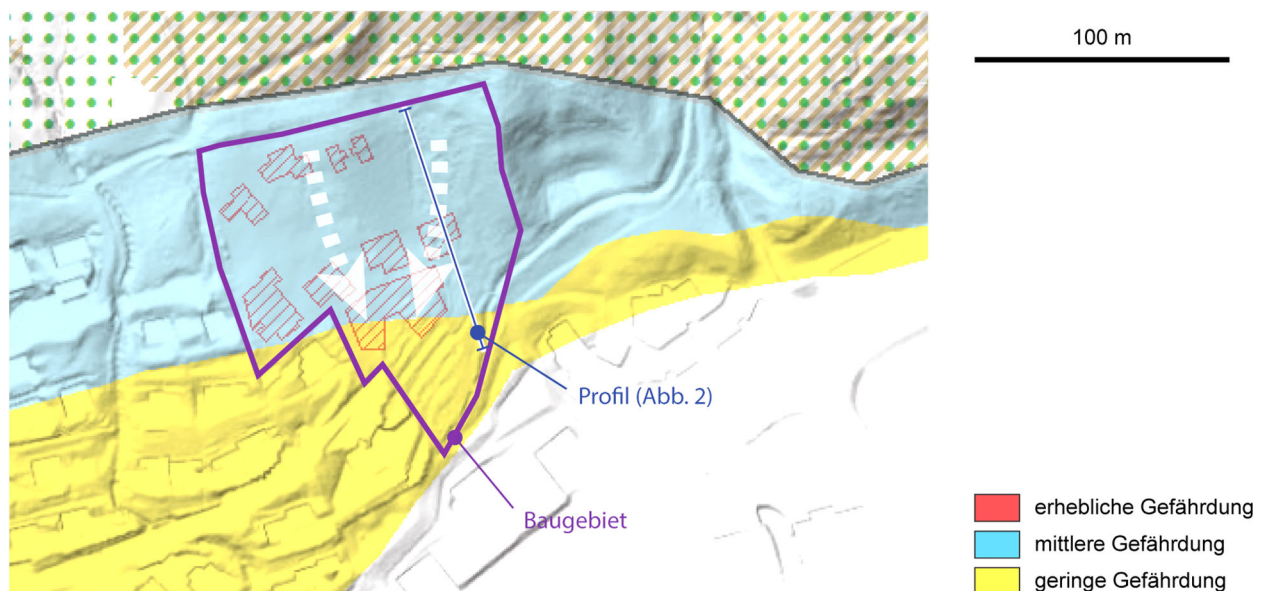 100 m
Profil (Abb. 2)
Baugebiet
erhebliche Gefährdung
mittlere Gefährdung
geringe Gefährdung